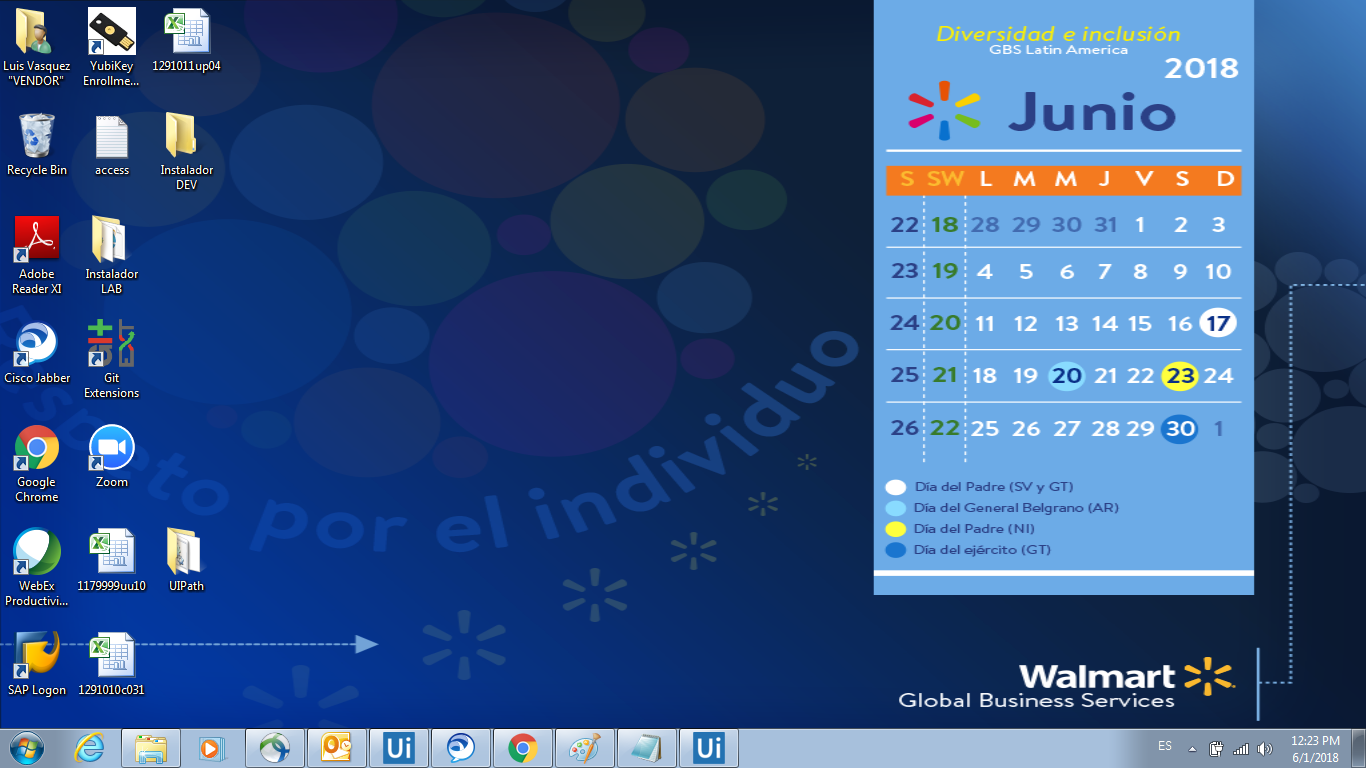 Luis Vasquez
"VENDOR"
YubiKey
Enrollme...
1291011up04
Recycle Bin
access
Instalador
DEV
Adobe
Reader XI
Instalador
LAB
Cisco Jabber
Git
Extensions
Google
Chrome
Zoom
WebEx
Productivi...
1179999uu10
UIPath
SAP Logon
1291010c031
Respeto por el individuo
Diversidad e inclusión
GBS Latin America
2018
Junio
S SW L M M J V S D
22 18 28 29 30 31 1 2 3
23 19 4 5 6 7 8 9 10
24 20 11 12 13 14 15 16 17
25 21 18 19 20 21 22 23 24
26 22 25 26 27 28 29 30 1
Día del Padre (SV y GT)
Día del General Belgrano (AR)
Día del Padre (NI)
Día del ejército (GT)
Walmart
Global Business Services
Ui
Ui
ES
12:23 PM
6/1/2018